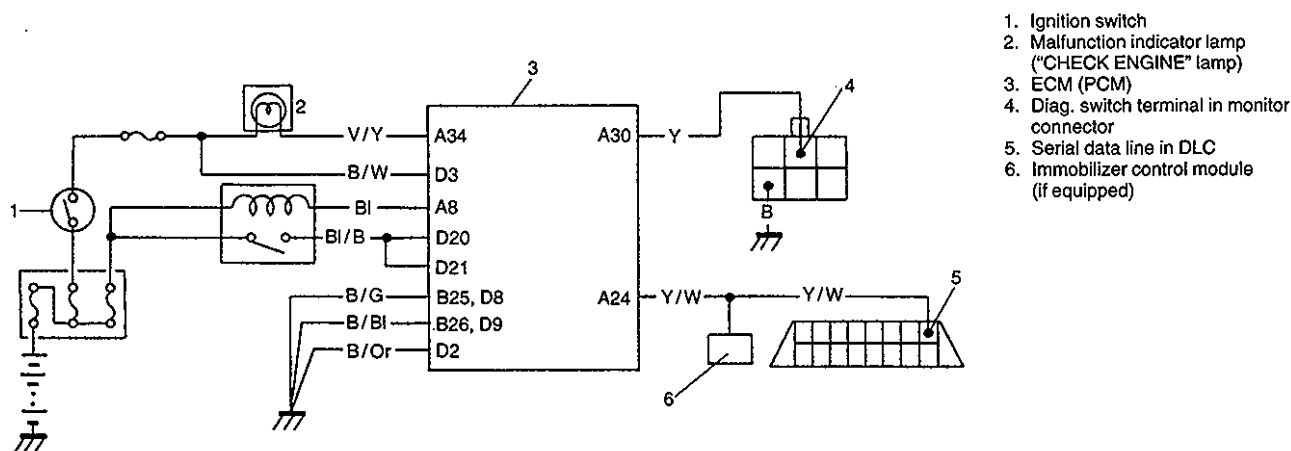 1. Ignition switch
2. Malfunction indicator lamp
("CHECK ENGINE" lamp)
3. ECM (PCM)
4. Diag. switch terminal in monitor
connector
5. Serial data line in DLC
6. Immobilizer control module
(if equipped)
3
4
2
V/Y
A34
A30
Y
B/W
D3
1
Bl
A8
B
Bl/B
D20
D21
5
B/G
B25, D8
A24
Y/W
Y/W
B/Bl
B26, D9
B/Or
D2
6